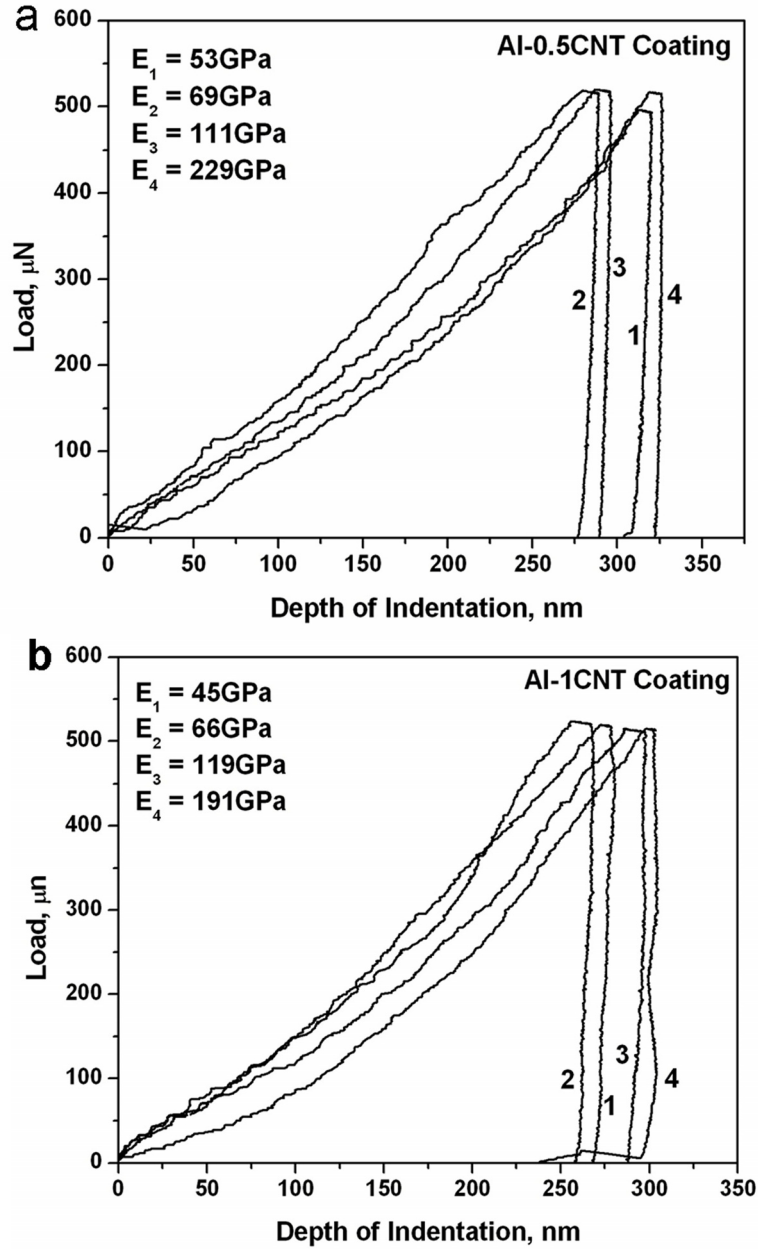 a
Al-0.5CNT Coating
E1 = 53GPa
E2 = 69GPa
E3 = 111GPa
E4 = 229GPa
600
500
400
300
200
100
0
Load, μN
2
3
1
4
0 50 100 150 200 250 300 350
Depth of Indentation, nm
b
Al-1CNT Coating
E1 = 45GPa
E2 = 66GPa
E3 = 119GPa
E4 = 191GPa
600
500
400
300
200
100
0
Load, μn
2
1
3
4
0 50 100 150 200 250 300 350
Depth of Indentation, nm